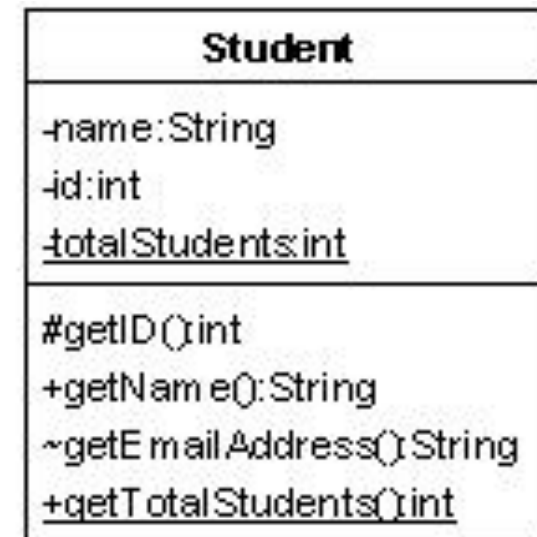 Student
-name:String
-id:int
-totalStudents:int
#getID():int
+getName():String
~getEmailAddress():String
+getTotalStudents():int